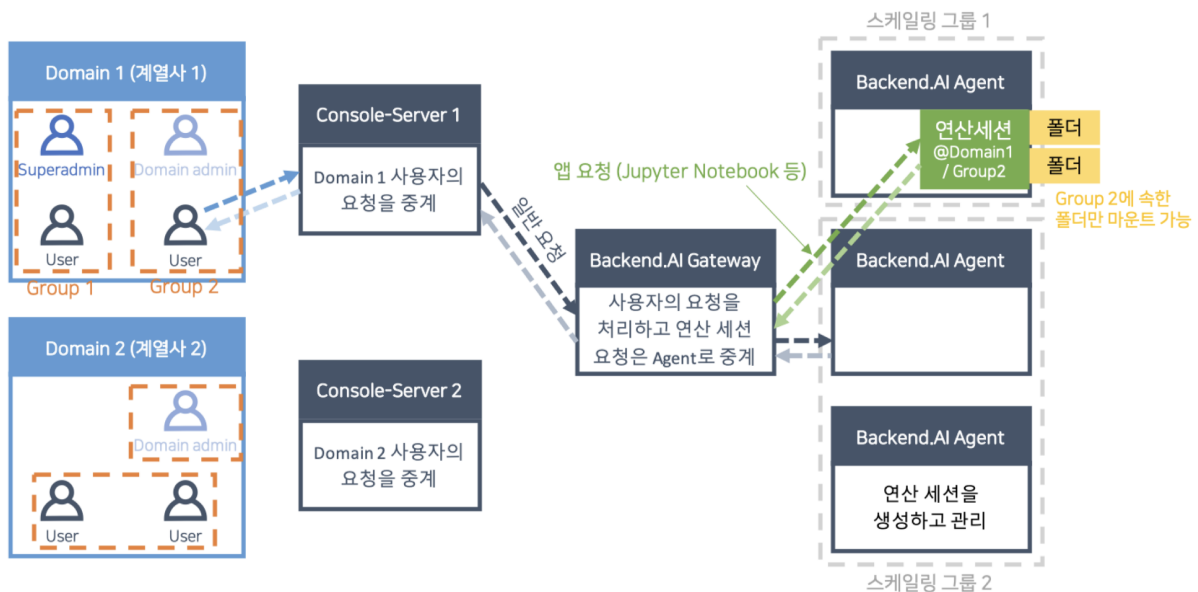 스케일링 그룹 1
Domain 1 (계열사 1)
Superadmin
Domain admin
User
User
Group 1
Group 2
Console-Server 1
Domain 1 사용자의
요청을 중계
일반 요청
앱 요청 (Jupyter Notebook 등)
Backend.AI Gateway
사용자의 요청을
처리하고 연산 세션
요청은 Agent로 중계
Backend.AI Agent
연산세션
@Domain1
/ Group2
폴더
폴더
Group 2에 속한
폴더만 마운트 가능
Backend.AI Agent
Domain 2 (계열사 2)
Domain admin
User
User
Console-Server 2
Domain 2 사용자의
요청을 중계
Backend.AI Agent
연산 세션을
생성하고 관리
스케일링 그룹 2